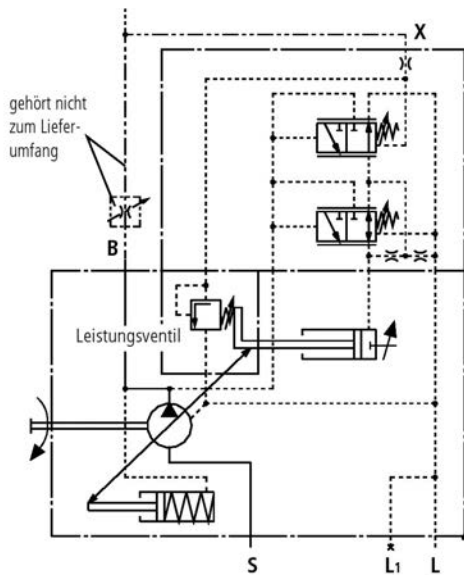 X
gehört nicht
zum Liefer-
umfang
B
Leistungsventil
S
L1
L